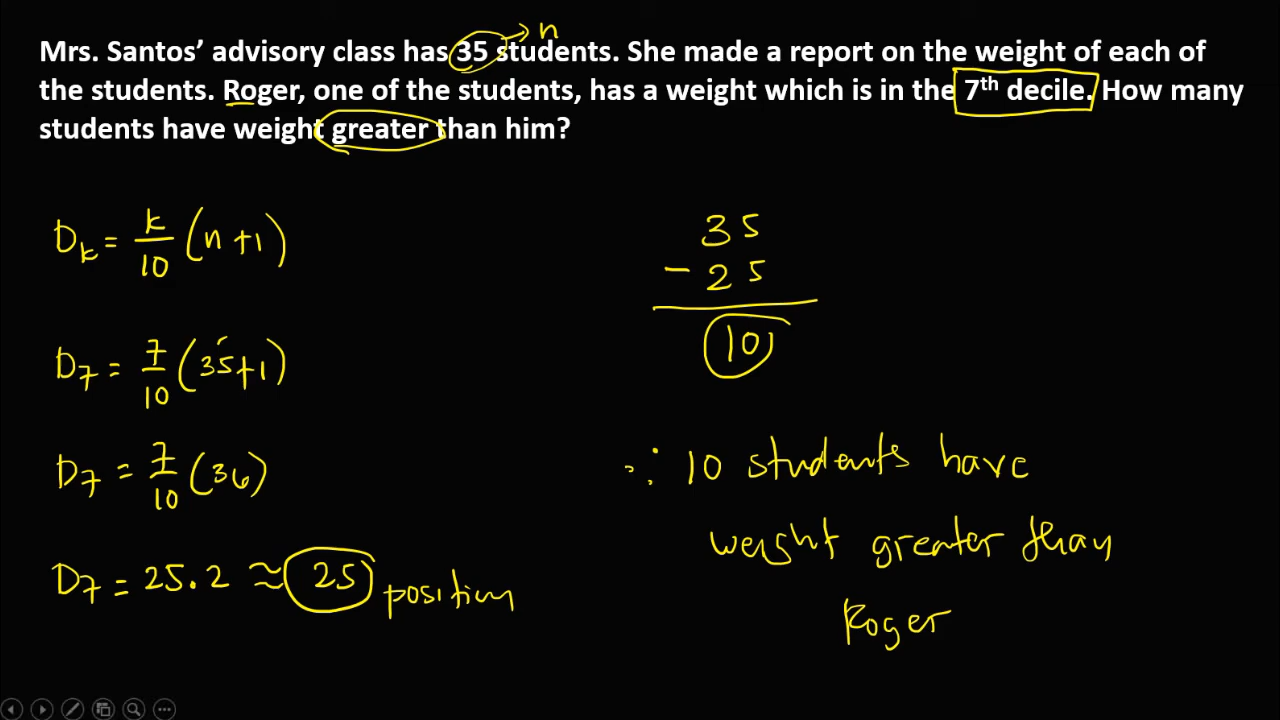 Mrs. Santos’ advisory class has 35 students. She made a report on the weight of each of
the students. Roger, one of the students, has a weight which is in the 7th decile. How many
students have weight greater than him?
n
Dk = k/10 (n+1)
D7 = 7/10 (35+1)
D7 = 7/10 (36)
D7 = 25.2 ≈ 25 position
35
- 25
10
∴ 10 students have
weight greater than
Roger